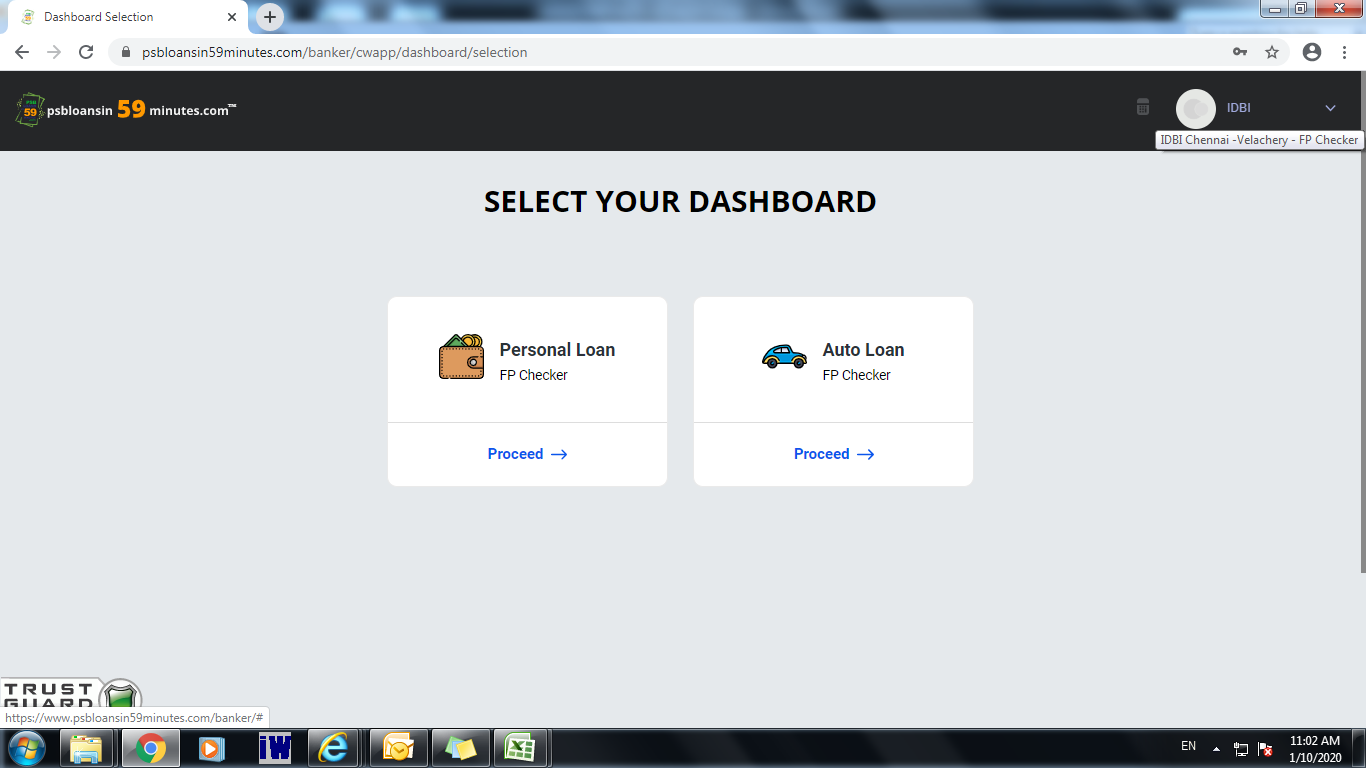 Dashboard Selection
psbloansin59minutes.com/banker/cwapp/dashboard/selection
PSB
59
psbloansin 59 minutes.com™
IDBI
IDBI Chennai -Velachery - FP Checker
SELECT YOUR DASHBOARD
Personal Loan
FP Checker
Proceed →
Auto Loan
FP Checker
Proceed →
TRUST
GUARD
https://www.psbloansin59minutes.com/banker/#
iW
EN
11:02 AM
1/10/2020